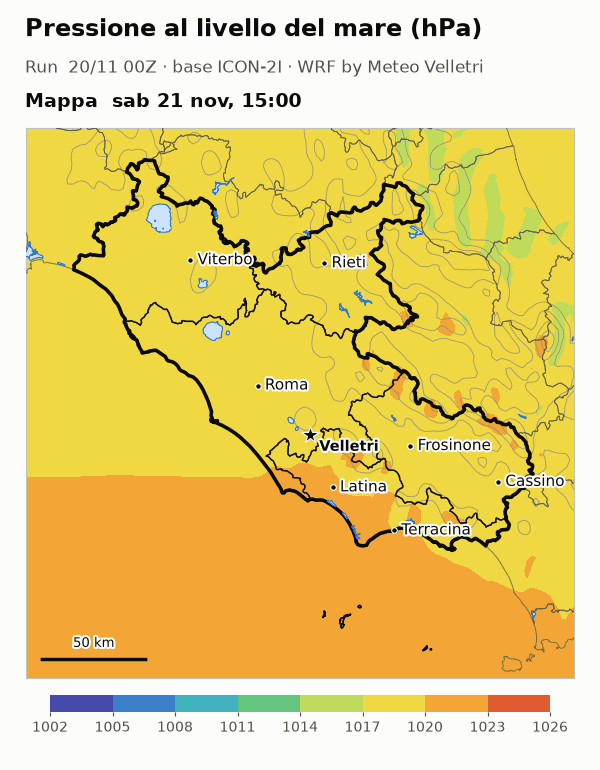 Pressione al livello del mare (hPa)
Run  20/11 00Z · base ICON-2I · WRF by Meteo Velletri
Mappa  sab 21 nov, 15:00
Viterbo
Rieti
Roma
Velletri
Frosinone
Cassino
Latina
Terracina
50 km
1002 1005 1008 1011 1014 1017 1020 1023 1026